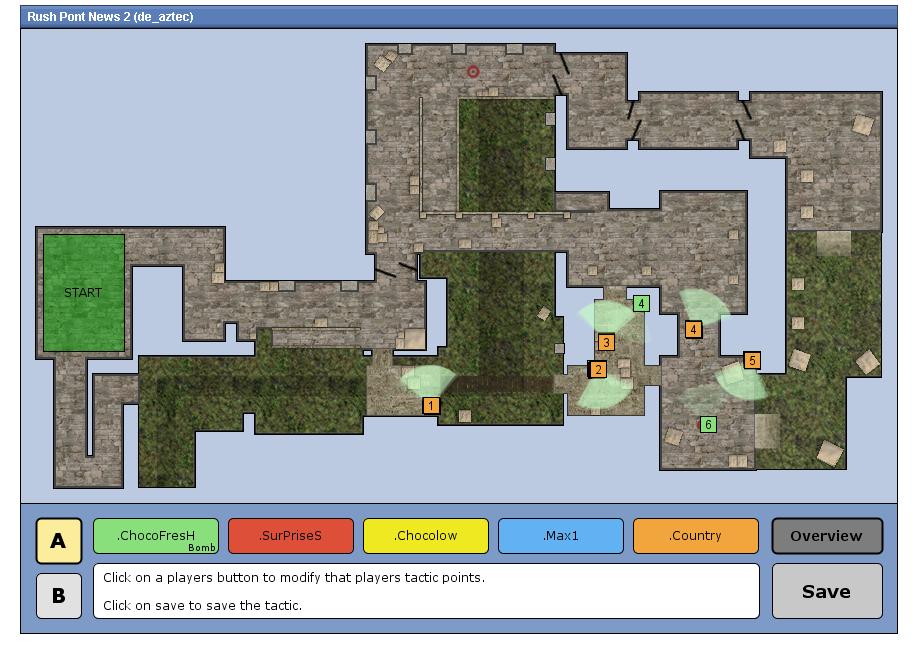 Rush Pont News 2 (de_aztec)
START
4
4
3
5
2
1
6
A
.ChocoFresH
Bomb
.SurPriseS
.Chocolow
.Max1
.Country
Overview
B
Click on a players button to modify that players tactic points.
Click on save to save the tactic.
Save